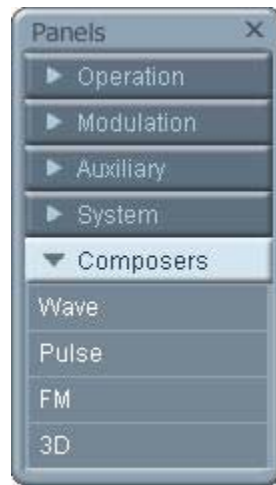 Panels
Operation
Modulation
Auxiliary
System
Composers
Wave
Pulse
FM
3D